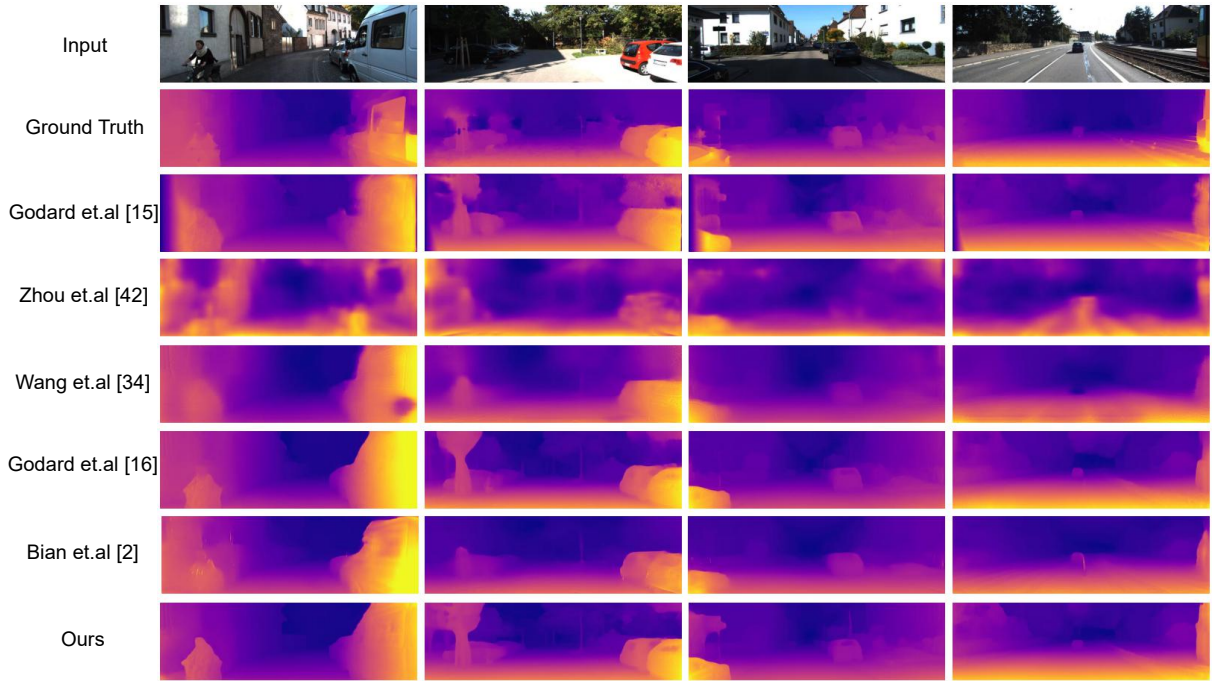 Input
Ground Truth
Godard et.al [15]
Zhou et.al [42]
Wang et.al [34]
Godard et.al [16]
Bian et.al [2]
Ours